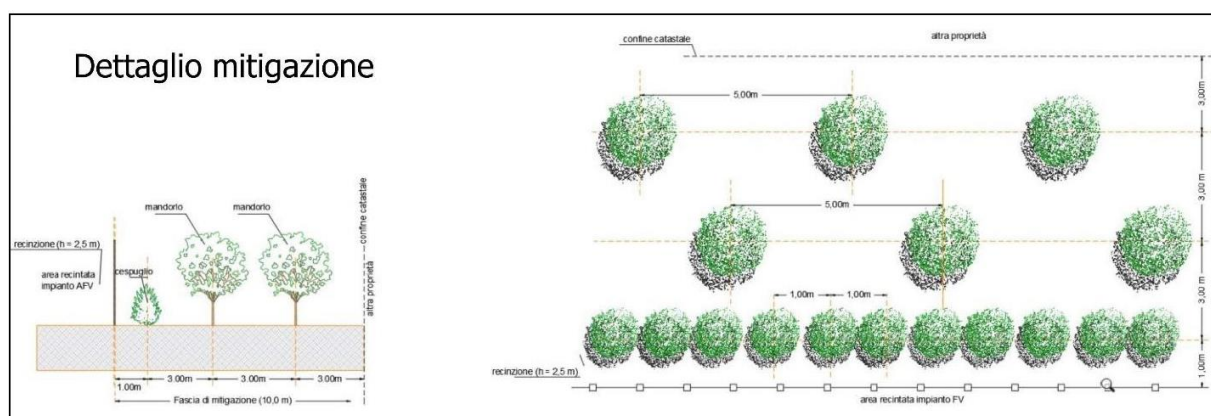 Dettaglio mitigazione
mandorlo
mandorlo
recinzione (h = 2,5 m)
area recintata
impianto AFV
cespuglio
confine catastale
altra proprietà
1.00m
3.00m
3.00m
3.00m
Fascia di mitigazione (10,0 m)
confine catastale
altra proprietà
5,00m
3,00m
3,00 m
5,00m
3,00 m
1,00m
1,00m
1,00m
recinzione (h = 2,5 m)
area recintata impianto FV